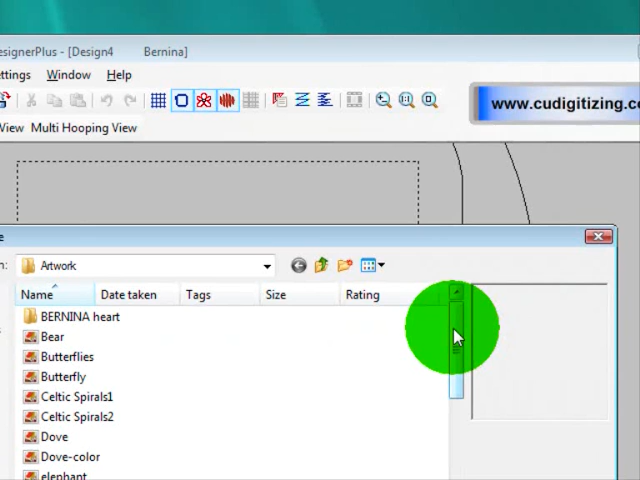 esignerPlus - [Design4 Bernina]
ettings Window Help
www.cudigitizing.co
View Multi Hooping View
e
n: Artwork
Name Date taken Tags Size Rating
BERNINA heart
Bear
Butterflies
Butterfly
Celtic Spirals1
Celtic Spirals2
Dove
Dove-color
elephant